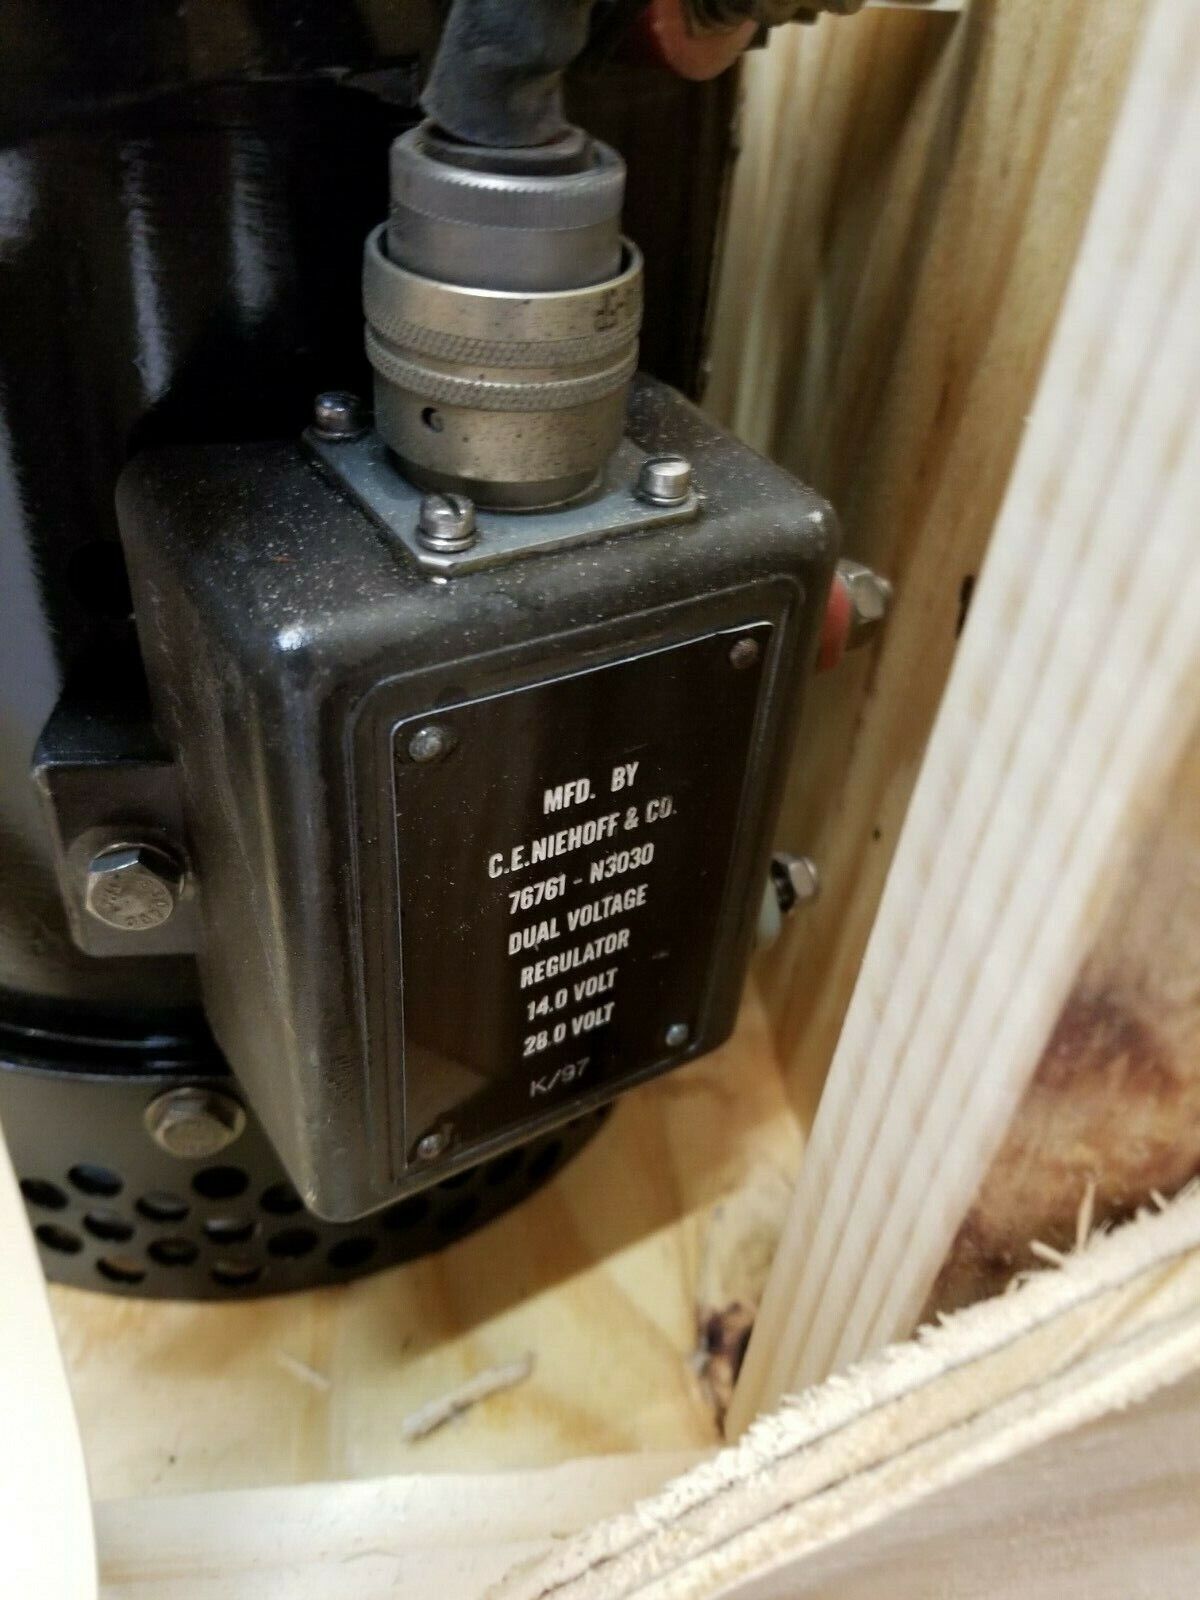 MFD. BY
C.E.NIEHOFF & CO.
76761 - N3030
DUAL VOLTAGE
REGULATOR
14.0 VOLT
28.0 VOLT
K/97